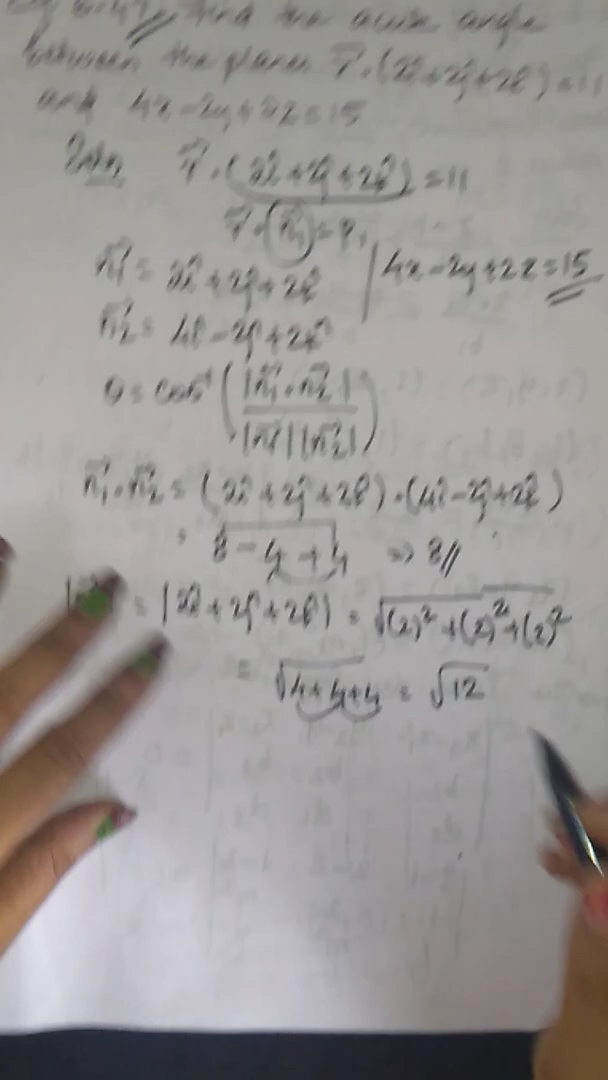 Find the acute angle
between the planes r⃗ · (2î + 2ĵ + 2k̂) = 11
and 4x − 2y + 2z = 15
Soln r⃗ · (2î + 2ĵ + 2k̂) = 11
r⃗ · (n⃗₁) = P₁
n⃗₁ = 2î + 2ĵ + 2k̂ | 4x − 2y + 2z = 15
n⃗₂ = 4î − 2ĵ + 2k̂
θ = cos⁻¹ ( |n⃗₁ · n⃗₂| / |n⃗₁| |n⃗₂| )
n⃗₁ · n⃗₂ = (2î + 2ĵ + 2k̂) · (4î − 2ĵ + 2k̂)
= 8 − 4 + 4 ⇒ 8//
= |2î + 2ĵ + 2k̂| = √(2)² + (2)² + (2)²
= √4 + 4 + 4 = √12